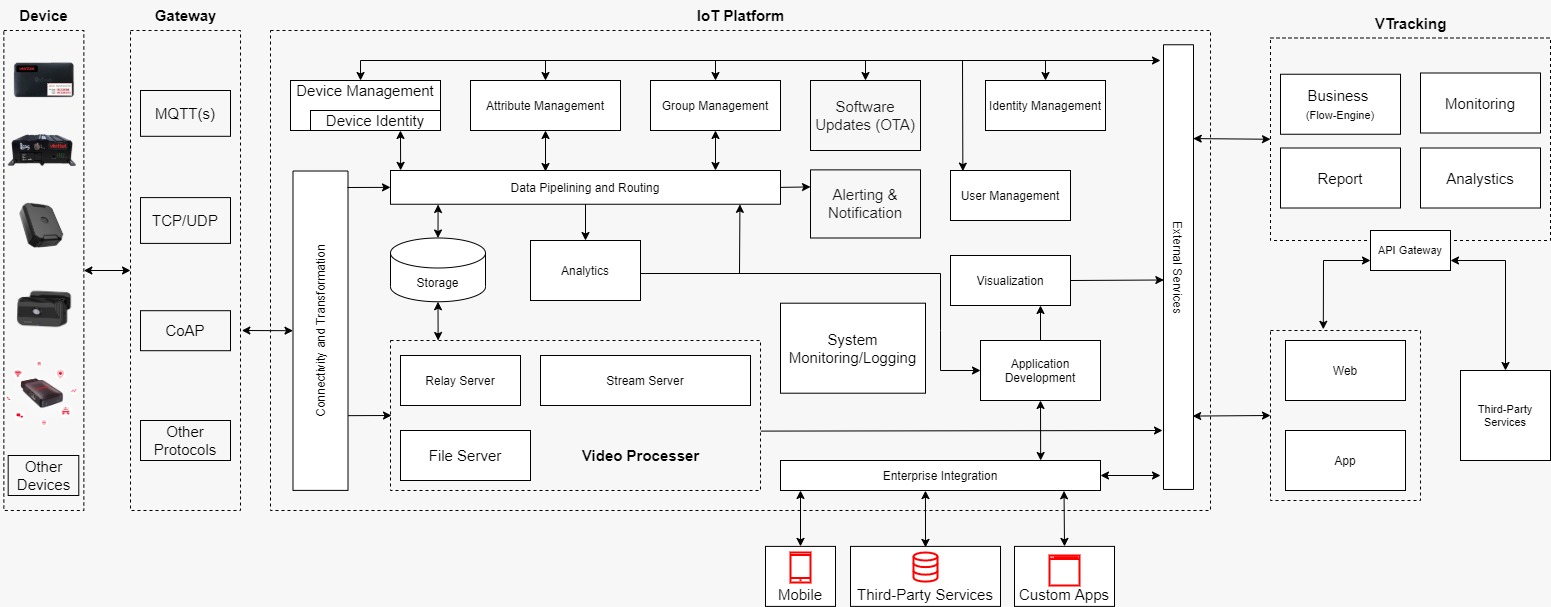 Device
Gateway
IoT Platform
VTracking
Other
Devices
MQTT(s)
TCP/UDP
CoAP
Other
Protocols
Connectivity and Transformation
Device Management
Device Identity
Attribute Management
Group Management
Software
Updates (OTA)
Identity Management
Data Pipelining and Routing
Alerting &
Notification
User Management
Storage
Analytics
Visualization
System
Monitoring/Logging
Application
Development
Relay Server
Stream Server
File Server
Video Processer
Enterprise Integration
External Services
Mobile
Third-Party Services
Custom Apps
Business
(Flow-Engine)
Monitoring
Report
Analystics
API Gateway
Web
App
Third-Party
Services